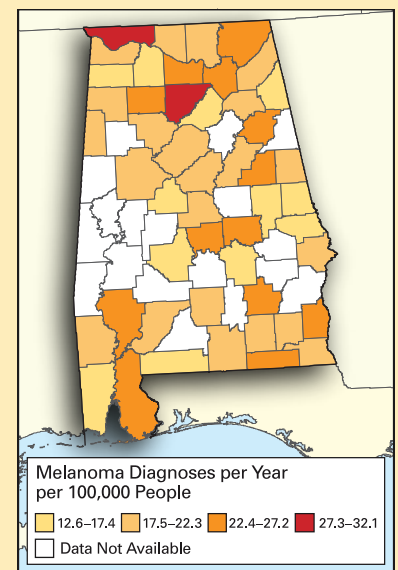 Melanoma Diagnoses per Year
per 100,000 People
12.6–17.4 17.5–22.3 22.4–27.2 27.3–32.1
Data Not Available